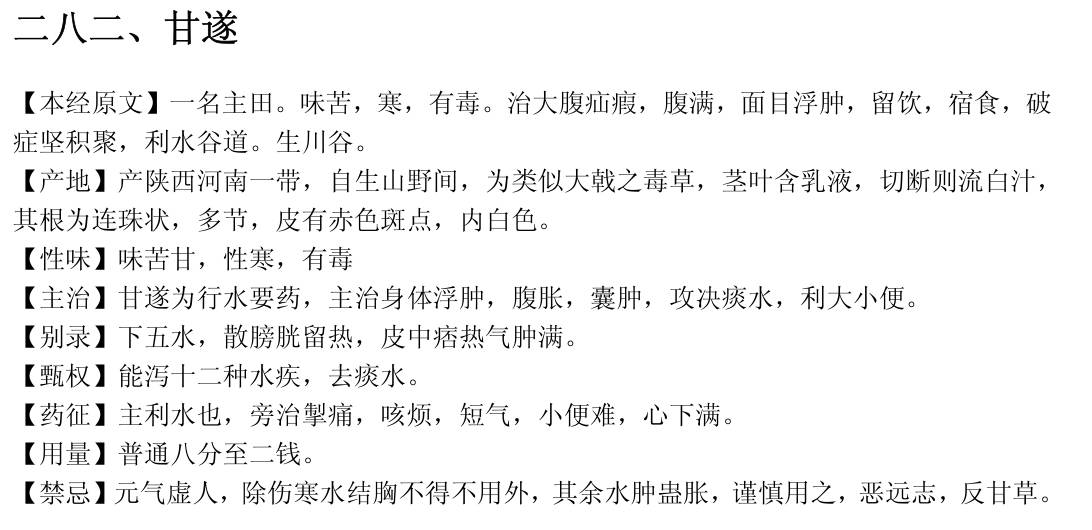 二八二、甘遂
【本经原文】一名主田。味苦，寒，有毒。治大腹疝瘕，腹满，面目浮肿，留饮，宿食，破
症坚积聚，利水谷道。生川谷。
【产地】产陕西河南一带，自生山野间，为类似大戟之毒草，茎叶含乳液，切断则流白汁，
其根为连珠状，多节，皮有赤色斑点，内白色。
【性味】味苦甘，性寒，有毒
【主治】甘遂为行水要药，主治身体浮肿，腹胀，囊肿，攻决痰水，利大小便。
【别录】下五水，散膀胱留热，皮中痞热气肿满。
【甄权】能泻十二种水疾，去痰水。
【药征】主利水也，旁治掣痛，咳烦，短气，小便难，心下满。
【用量】普通八分至二钱。
【禁忌】元气虚人，除伤寒水结胸不得不用外，其余水肿蛊胀，谨慎用之，恶远志，反甘草。